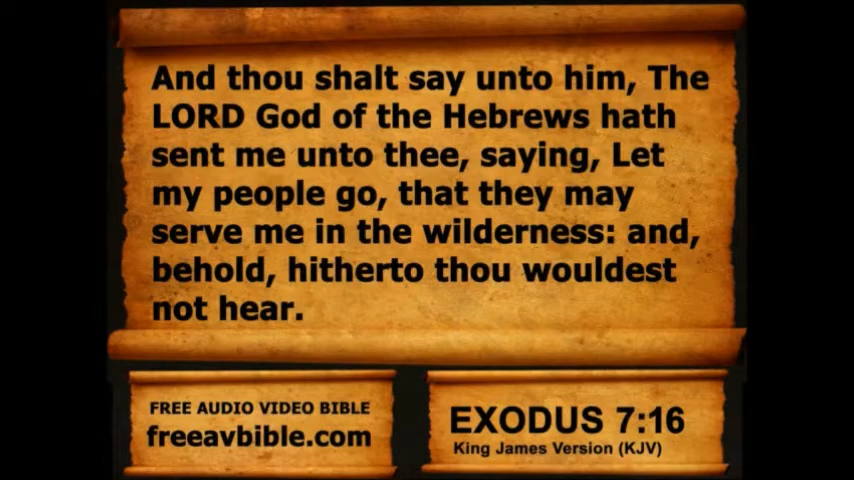 And thou shalt say unto him, The
LORD God of the Hebrews hath
sent me unto thee, saying, Let
my people go, that they may
serve me in the wilderness: and,
behold, hitherto thou wouldest
not hear.
FREE AUDIO VIDEO BIBLE
freeavbible.com
EXODUS 7:16
King James Version (KJV)